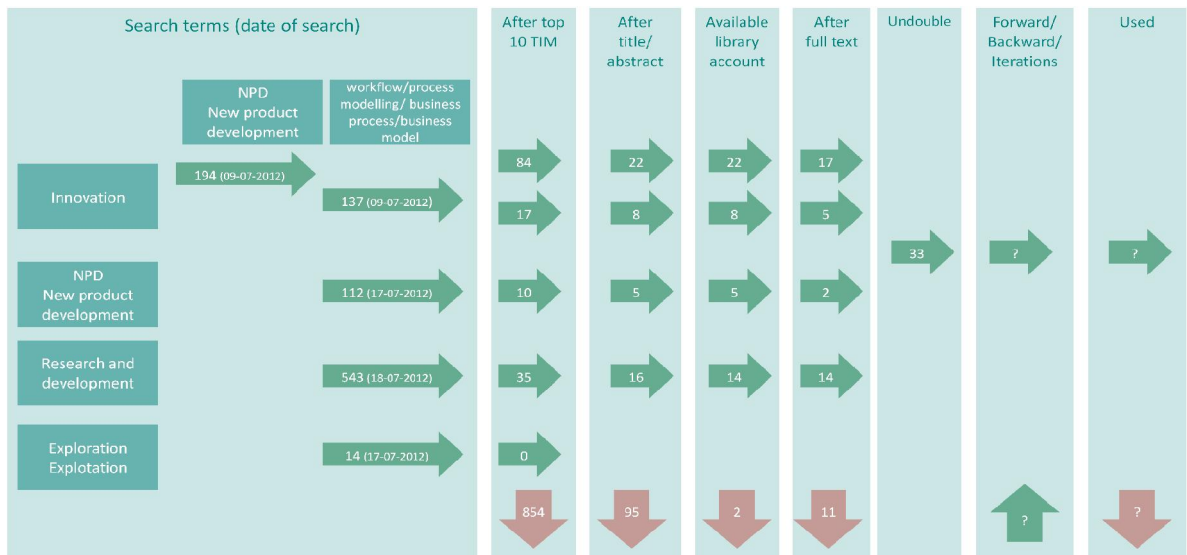 Search terms (date of search)
After top
10 TIM
After
title/
abstract
Available
library
account
After
full text
Undouble
Forward/
Backward/
Iterations
Used
NPD
New product
development
workflow/process
modelling/ business
process/business
model
Innovation
194 (09-07-2012)
137 (09-07-2012)
84
22
22
17
17
8
8
5
33
?
?
NPD
New product
development
112 (17-07-2012)
10
5
5
2
Research and
development
543 (18-07-2012)
35
16
14
14
Exploration
Explotation
14 (17-07-2012)
0
854
95
2
11
?
?